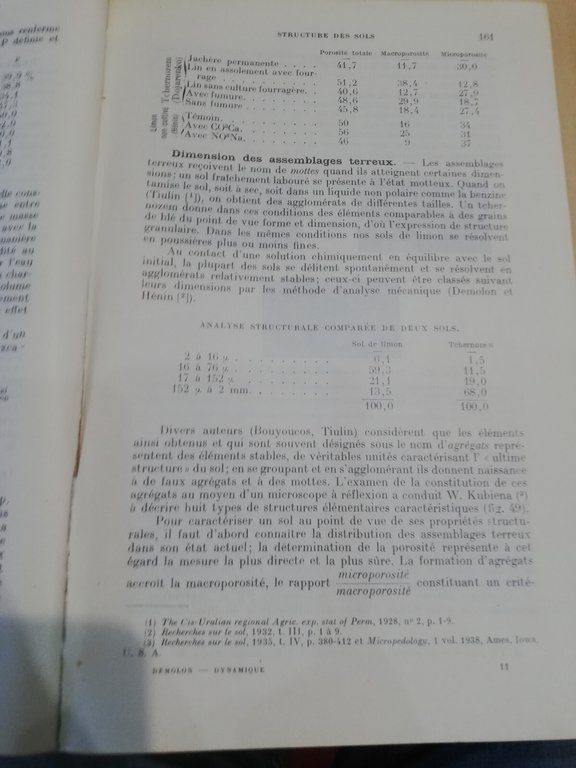 STRUCTURE DES SOLS 161
Porosité totale Macroporosité Microporosité
Tchernozem (Doïarenko)
Jachère permanente . . . . 41,7 11,7 30,0
Lin en assolement avec four-
rage . . . . . . . . . . 51,2 38,4 12,8
Lin sans culture fourragère. 40,6 12,7 27,9
Avec fumure. . . . . . . . 48,6 29,9 18,7
Sans fumure . . . . . . . 45,8 18,4 27,4
Limon non cultivé (Hénin)
Témoin. . . . . . . . . . 50 16 34
Avec CO³Ca. . . . . . . . 56 25 31
Avec NO³Na. . . . . . . . 46 9 37
Dimension des assemblages terreux. — Les assemblages
terreux reçoivent le nom de mottes quand ils atteignent certaines dimen-
sions; un sol fraîchement labouré se présente à l'état motteux. Quand on
tamise le sol, soit à sec, soit dans un liquide non polaire comme la benzine
(Tiulin (¹)), on obtient des agglomérats de différentes tailles. Un tcher-
nozem donne dans ces conditions des éléments comparables à des grains
de blé du point de vue forme et dimension, d'où l'expression de structure
granulaire. Dans les mêmes conditions nos sols de limon se résolvent
en poussières plus ou moins fines.
Au contact d'une solution chimiquement en équilibre avec le sol
initial, la plupart des sols se délitent spontanément et se résolvent en
agglomérats relativement stables; ceux-ci peuvent être classés suivant
leurs dimensions par les méthode d'analyse mécanique (Demolon et
Hénin (²)).
ANALYSE STRUCTURALE COMPARÉE DE DEUX SOLS.
Sol de limon Tchernoze
2 à 16 μ . . . . . . . . . 6,1 1,5
16 à 76 μ . . . . . . . . . 59,3 11,5
17 à 152 μ . . . . . . . . 21,1 19,0
152 μ à 2 mm. . . . . . . . 13,5 68,0
100,0 100,0
Divers auteurs (Bouyoucos, Tiulin) considèrent que les éléments
ainsi obtenus et qui sont souvent désignés sous le nom d'agrégats repré-
sentent des éléments stables, de véritables unités caractérisant l' « ultime
structure » du sol; en se groupant et en s'agglomérant ils donnent naissance
à de faux agrégats et à des mottes. L'examen de la constitution de ces
agrégats au moyen d'un microscope à réflexion a conduit W. Kubiena (³)
à décrire huit types de structures élémentaires caractéristiques (fig. 49).
Pour caractériser un sol au point de vue de ses propriétés structu-
rales, il faut d'abord connaître la distribution des assemblages terreux
dans son état actuel; la détermination de la porosité représente à cet
égard la mesure la plus directe et la plus sûre. La formation d'agrégats
accroît la macroporosité, le rapport microporosité / macroporosité constituant un crité-
(1) The Cis-Uralian regional Agric. exp. stat of Perm, 1928, n° 2, p. 1-9.
(2) Recherches sur le sol, 1932, t. III, p. 1 à 9.
(3) Recherches sur le sol, 1935, t. IV, p. 380-412 et Micropedology, 1 vol. 1938, Ames, Iowa,
U. S. A.
DEMOLON — DYNAMIQUE 11